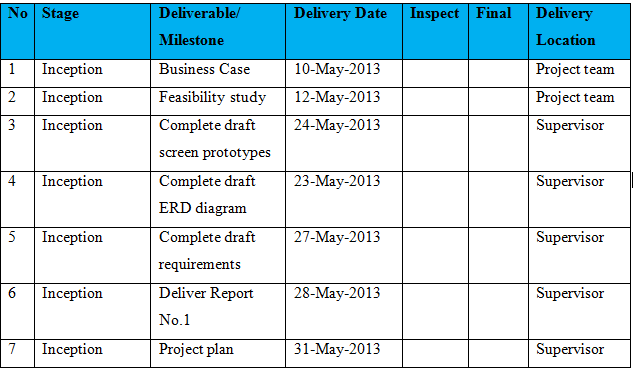 No Stage Deliverable/ Delivery Date Inspect Final Delivery
Milestone Location
1 Inception Business Case 10-May-2013 Project team
2 Inception Feasibility study 12-May-2013 Project team
3 Inception Complete draft 24-May-2013 Supervisor
screen prototypes
4 Inception Complete draft 23-May-2013 Supervisor
ERD diagram
5 Inception Complete draft 27-May-2013 Supervisor
requirements
6 Inception Deliver Report 28-May-2013 Supervisor
No.1
7 Inception Project plan 31-May-2013 Supervisor